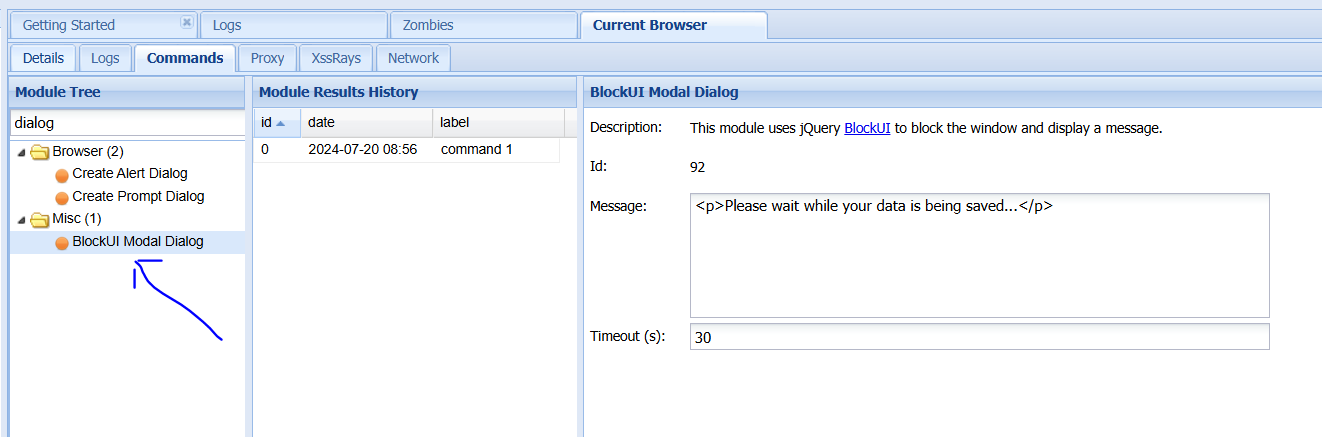 Getting Started
Logs
Zombies
Current Browser
Details
Logs
Commands
Proxy
XssRays
Network
Module Tree
dialog
Browser (2)
Create Alert Dialog
Create Prompt Dialog
Misc (1)
BlockUI Modal Dialog
Module Results History
id date label
0 2024-07-20 08:56 command 1
BlockUI Modal Dialog
Description: This module uses jQuery BlockUI to block the window and display a message.
Id: 92
Message: <p>Please wait while your data is being saved...</p>
Timeout (s): 30